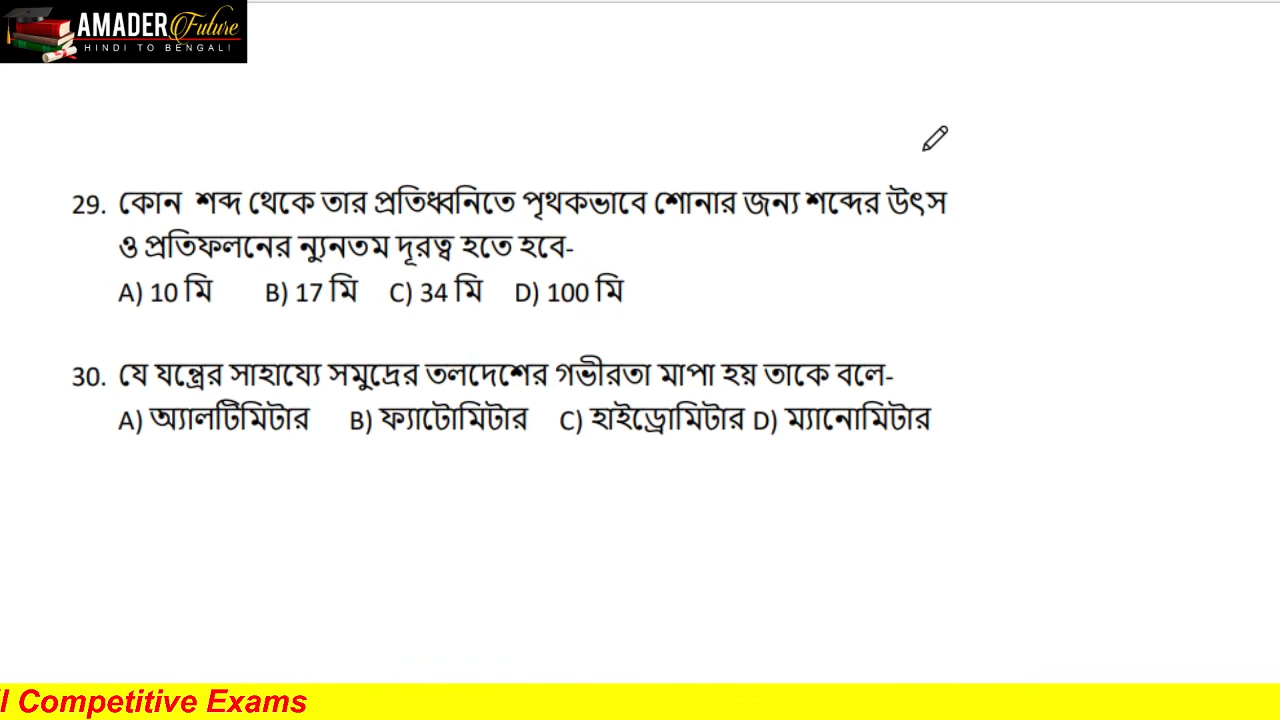 AMADER Future
HINDI TO BENGALI
29. কোন শব্দ থেকে তার প্রতিধ্বনিতে পৃথকভাবে শোনার জন্য শব্দের উৎস
ও প্রতিফলনের ন্যুনতম দূরত্ব হতে হবে-
A) 10 মি B) 17 মি C) 34 মি D) 100 মি
30. যে যন্ত্রের সাহায্যে সমুদ্রের তলদেশের গভীরতা মাপা হয় তাকে বলে-
A) অ্যালটিমিটার B) ফ্যাটোমিটার C) হাইড্রোমিটার D) ম্যানোমিটার
l Competitive Exams